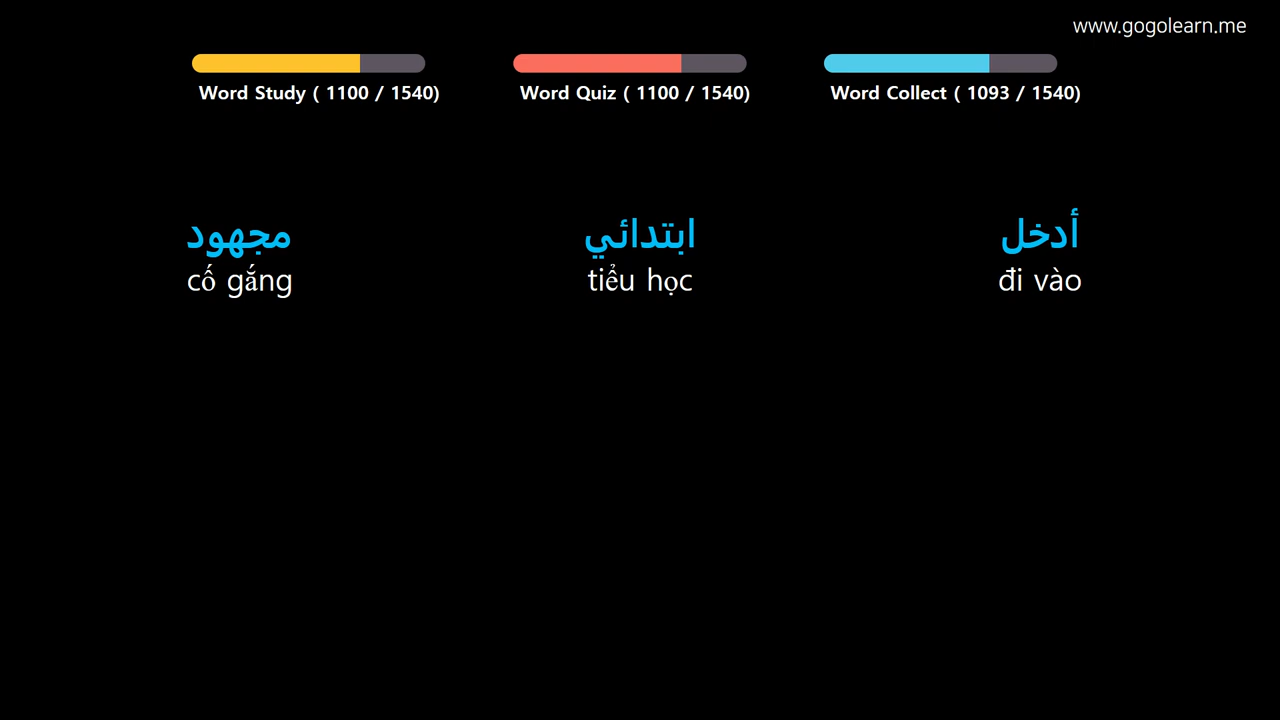 www.gogolearn.me
Word Study ( 1100 / 1540)
Word Quiz ( 1100 / 1540)
Word Collect ( 1093 / 1540)
مجهود
cố gắng
ابتدائي
tiểu học
أدخل
đi vào